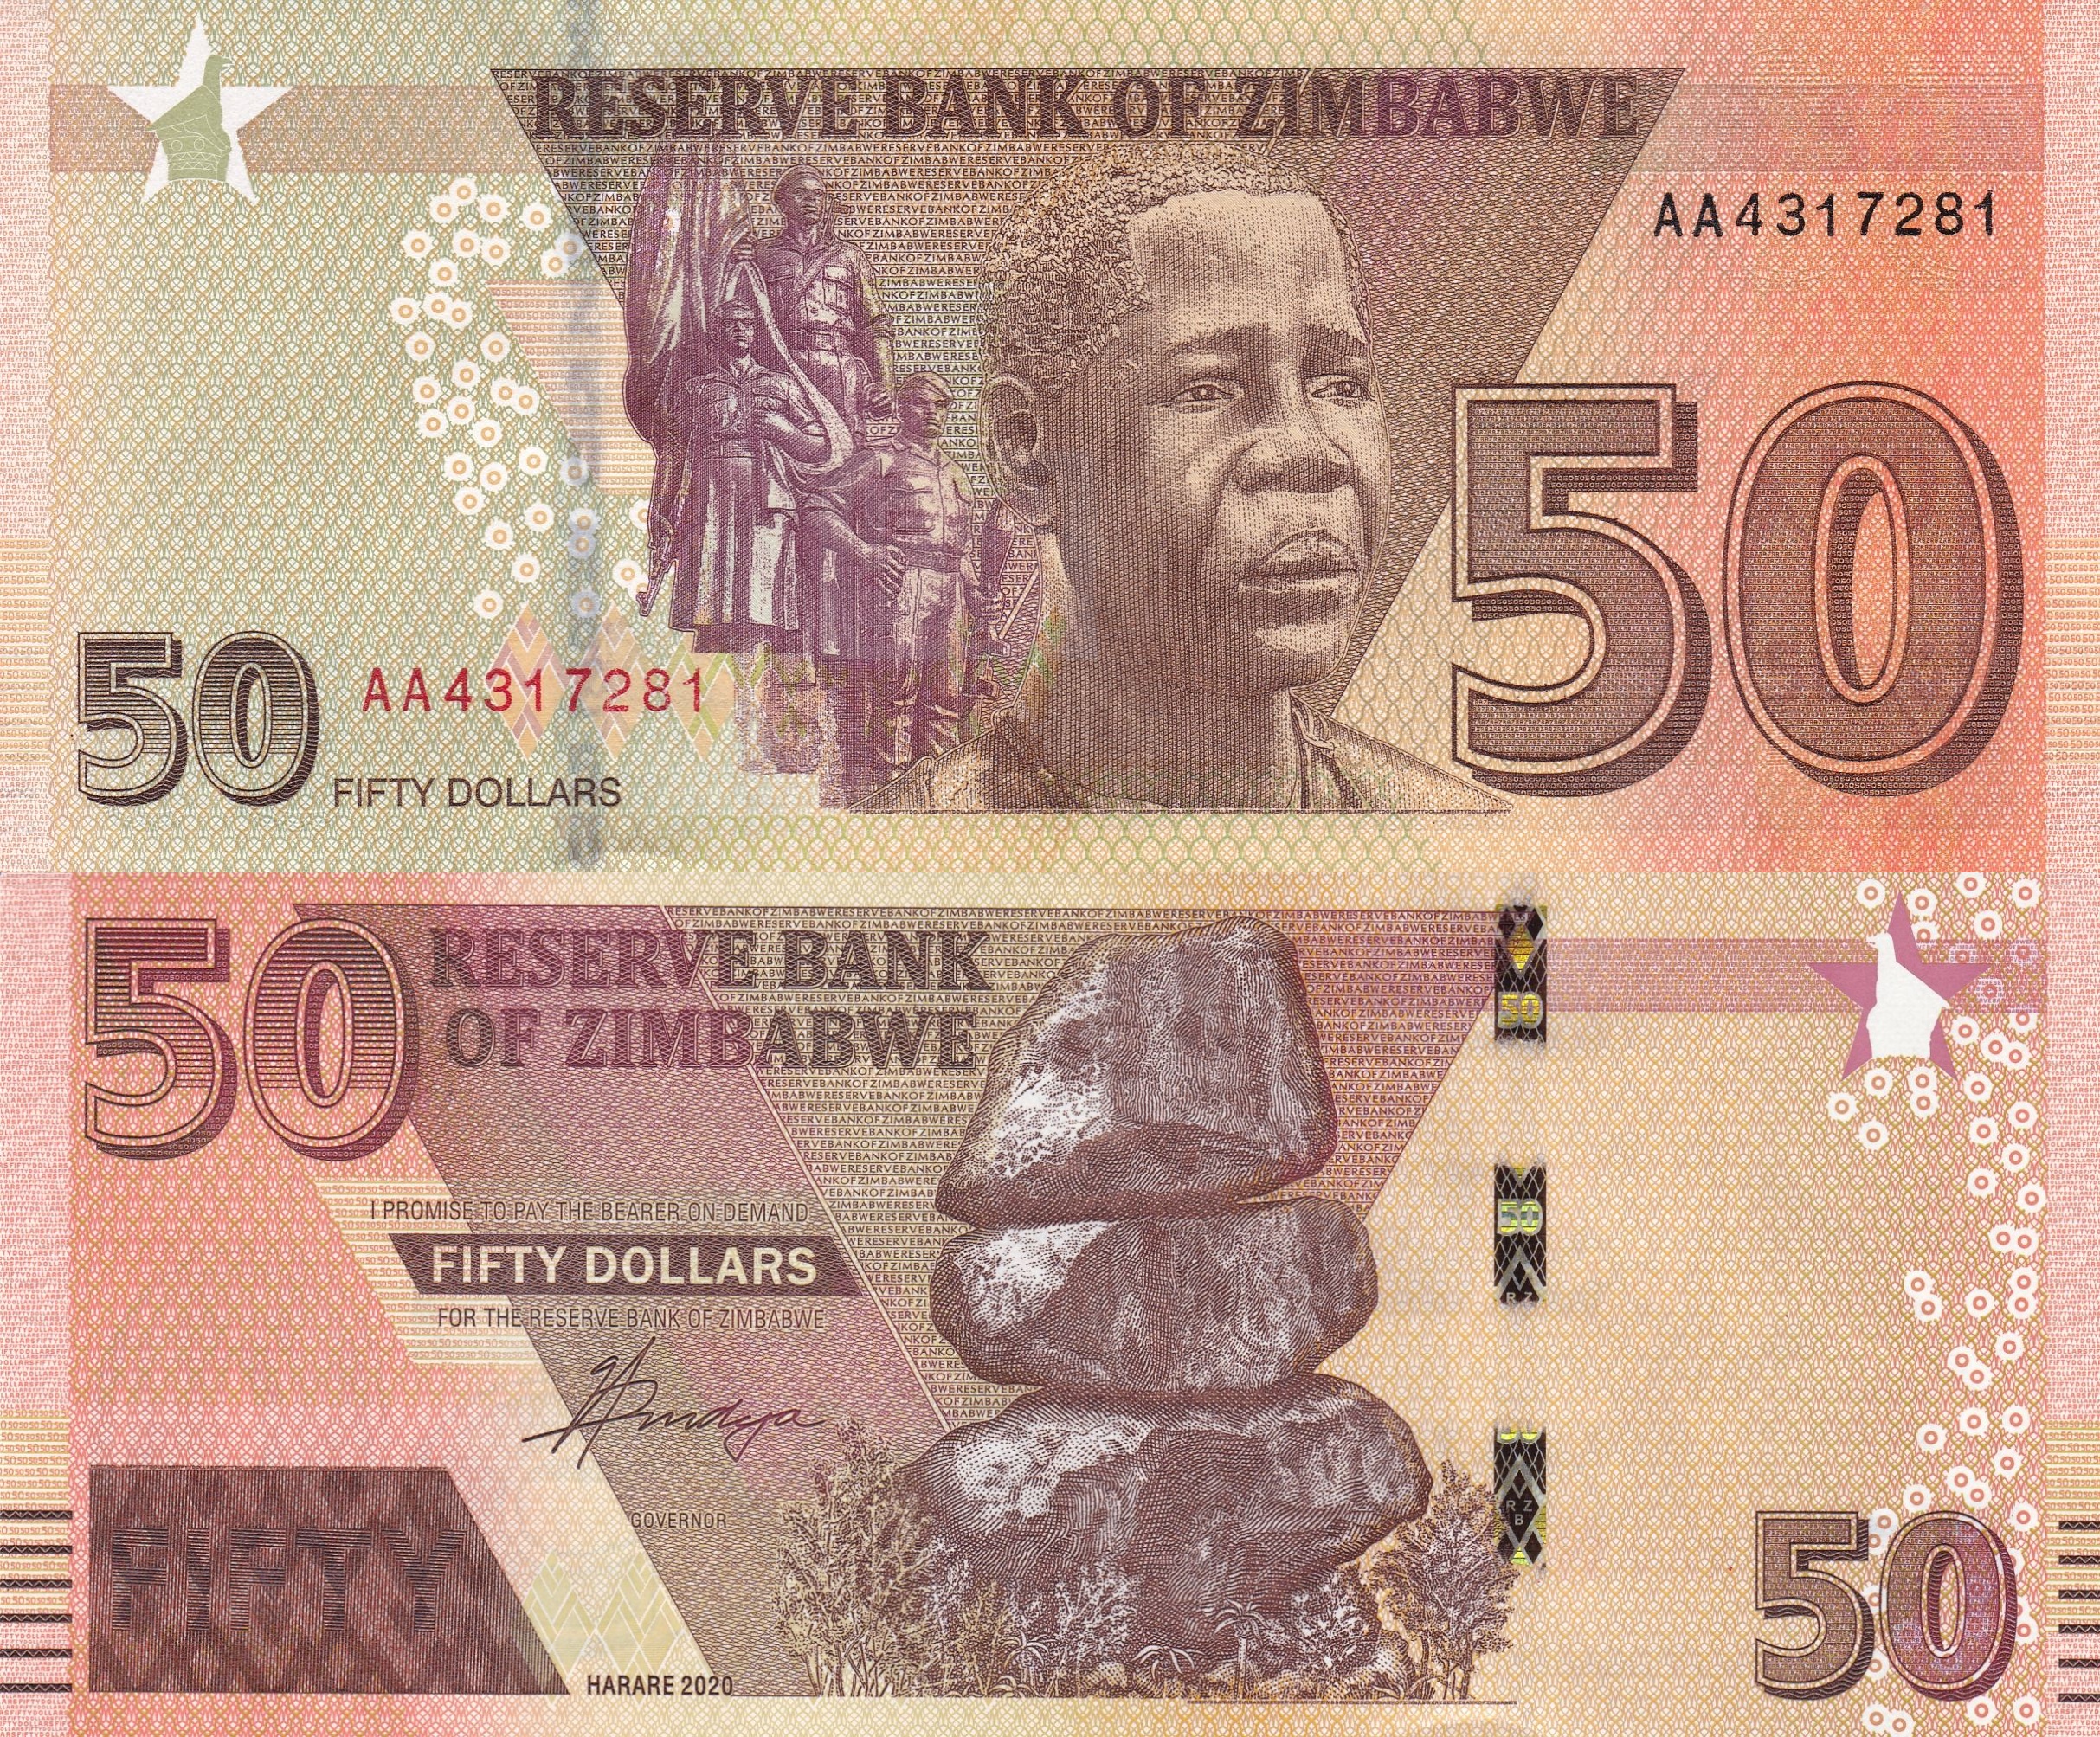 RESERVE BANK OF ZIMBABWE
AA4317281
50
50
AA4317281
FIFTY DOLLARS
50
RESERVE BANK
OF ZIMBABWE
50
I PROMISE TO PAY THE BEARER ON DEMAND
50
FIFTY DOLLARS
FOR THE RESERVE BANK OF ZIMBABWE
GOVERNOR
RZ
B
FIFTY
50
HARARE 2020